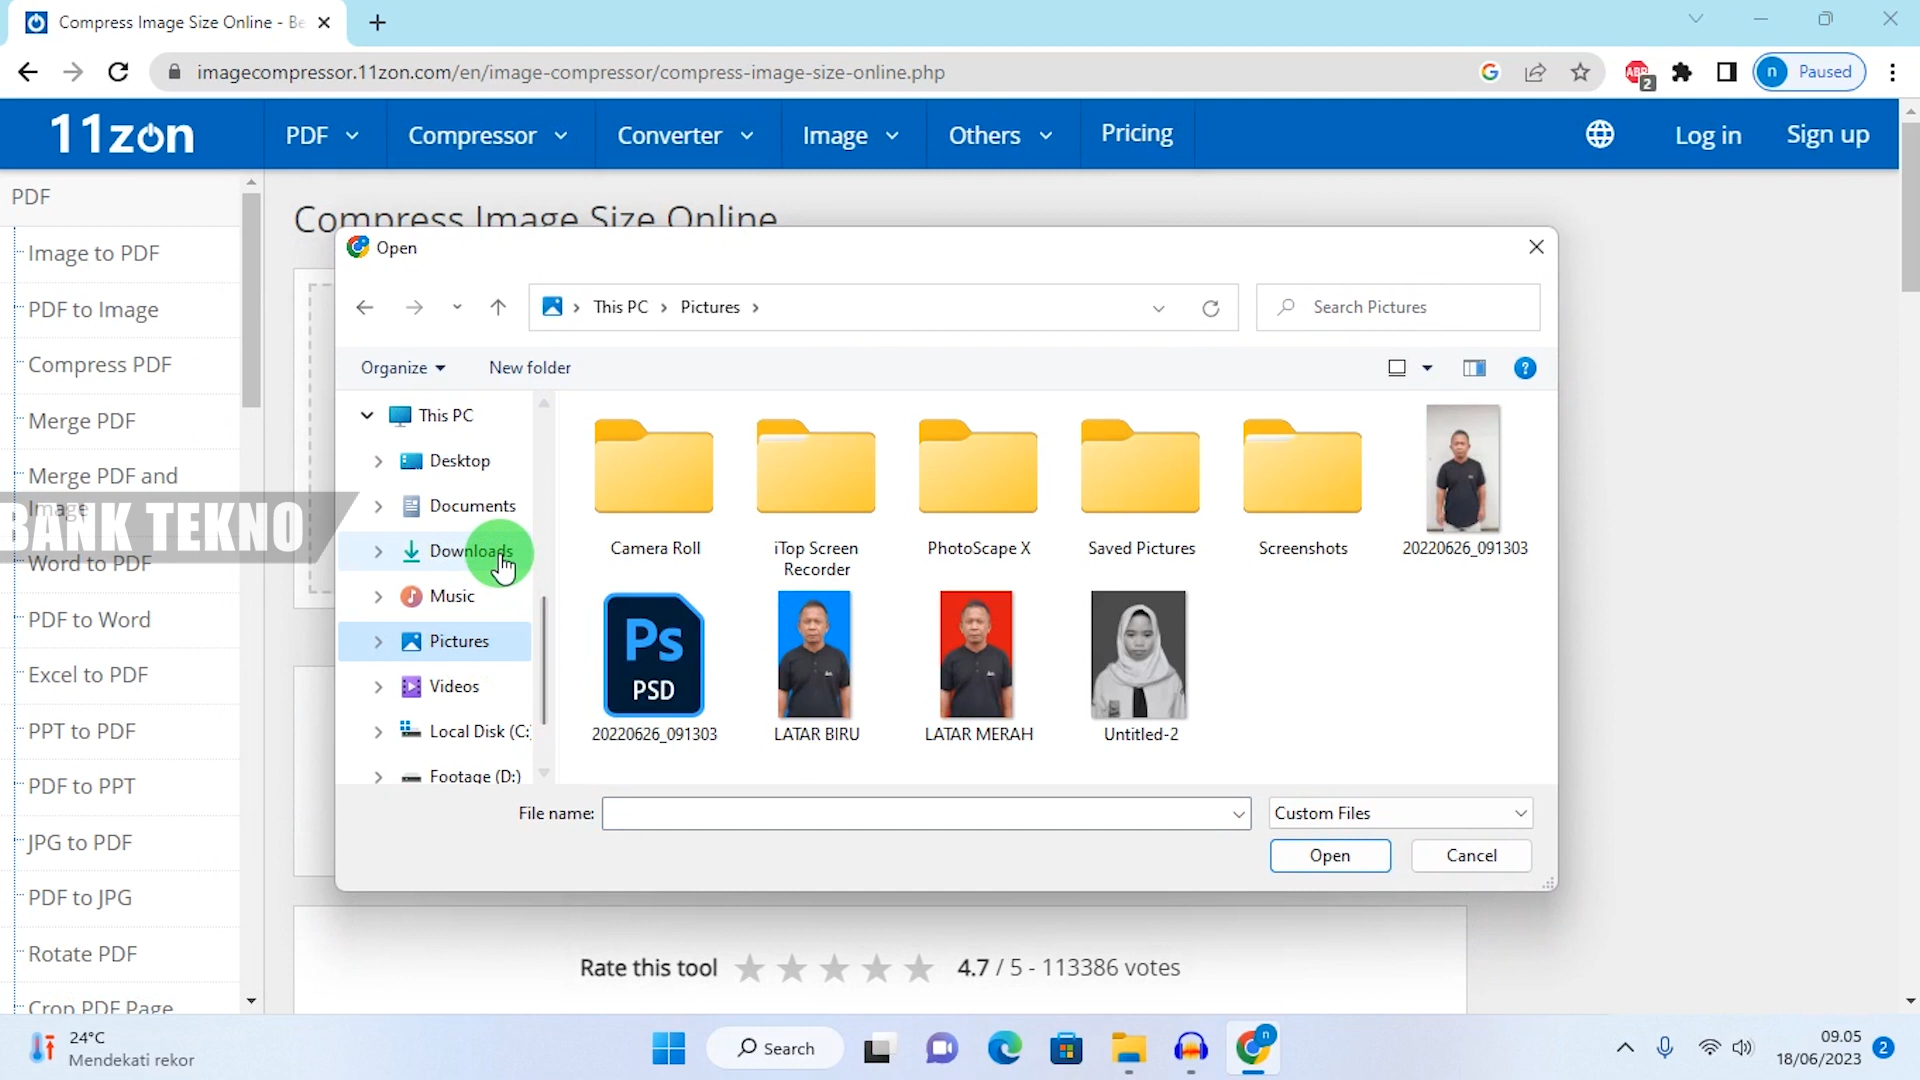 Compress Image Size Online - Be
imagecompressor.11zon.com/en/image-compressor/compress-image-size-online.php
ABP
2
n
Paused
11zon
PDF
Compressor
Converter
Image
Others
Pricing
Log in
Sign up
PDF
Image to PDF
PDF to Image
Compress PDF
Merge PDF
Merge PDF and
Image
Word to PDF
PDF to Word
Excel to PDF
PPT to PDF
PDF to PPT
JPG to PDF
PDF to JPG
Rotate PDF
Crop PDF Page
BANK TEKNO
Compress Image Size Online
Open
This PC
Pictures
Search Pictures
Organize
New folder
?
This PC
Desktop
Documents
Downloads
Music
Pictures
Videos
Local Disk (C:
Footage (D:)
Camera Roll
iTop Screen
Recorder
PhotoScape X
Saved Pictures
Screenshots
20220626_091303
Ps
PSD
20220626_091303
LATAR BIRU
LATAR MERAH
Untitled-2
File name:
Custom Files
Open
Cancel
Rate this tool
4.7 / 5 - 113386 votes
24°C
Mendekati rekor
Search
n
09.05
18/06/2023
2